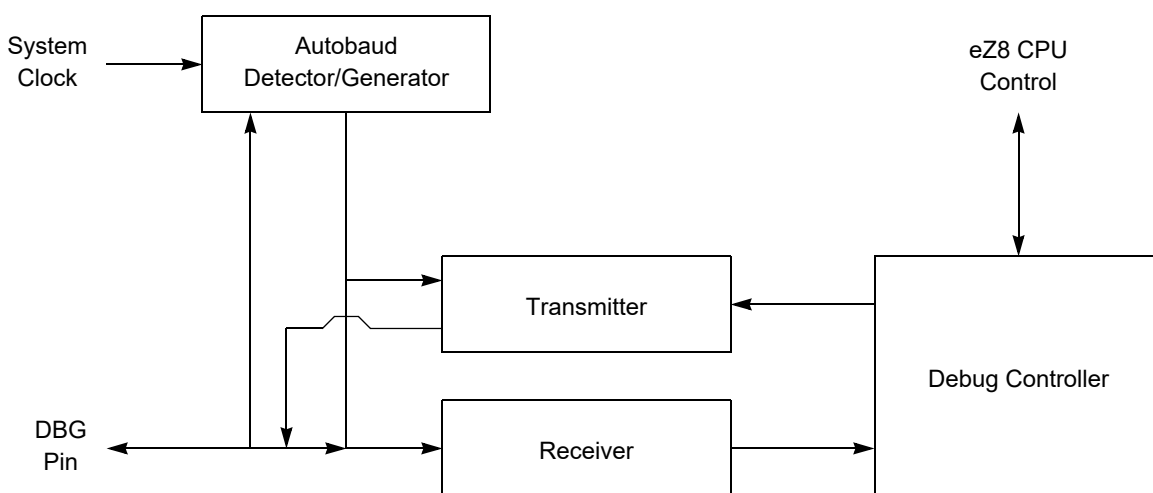 System
Clock
Autobaud
Detector/Generator
eZ8 CPU
Control
Transmitter
Debug Controller
DBG
Pin
Receiver